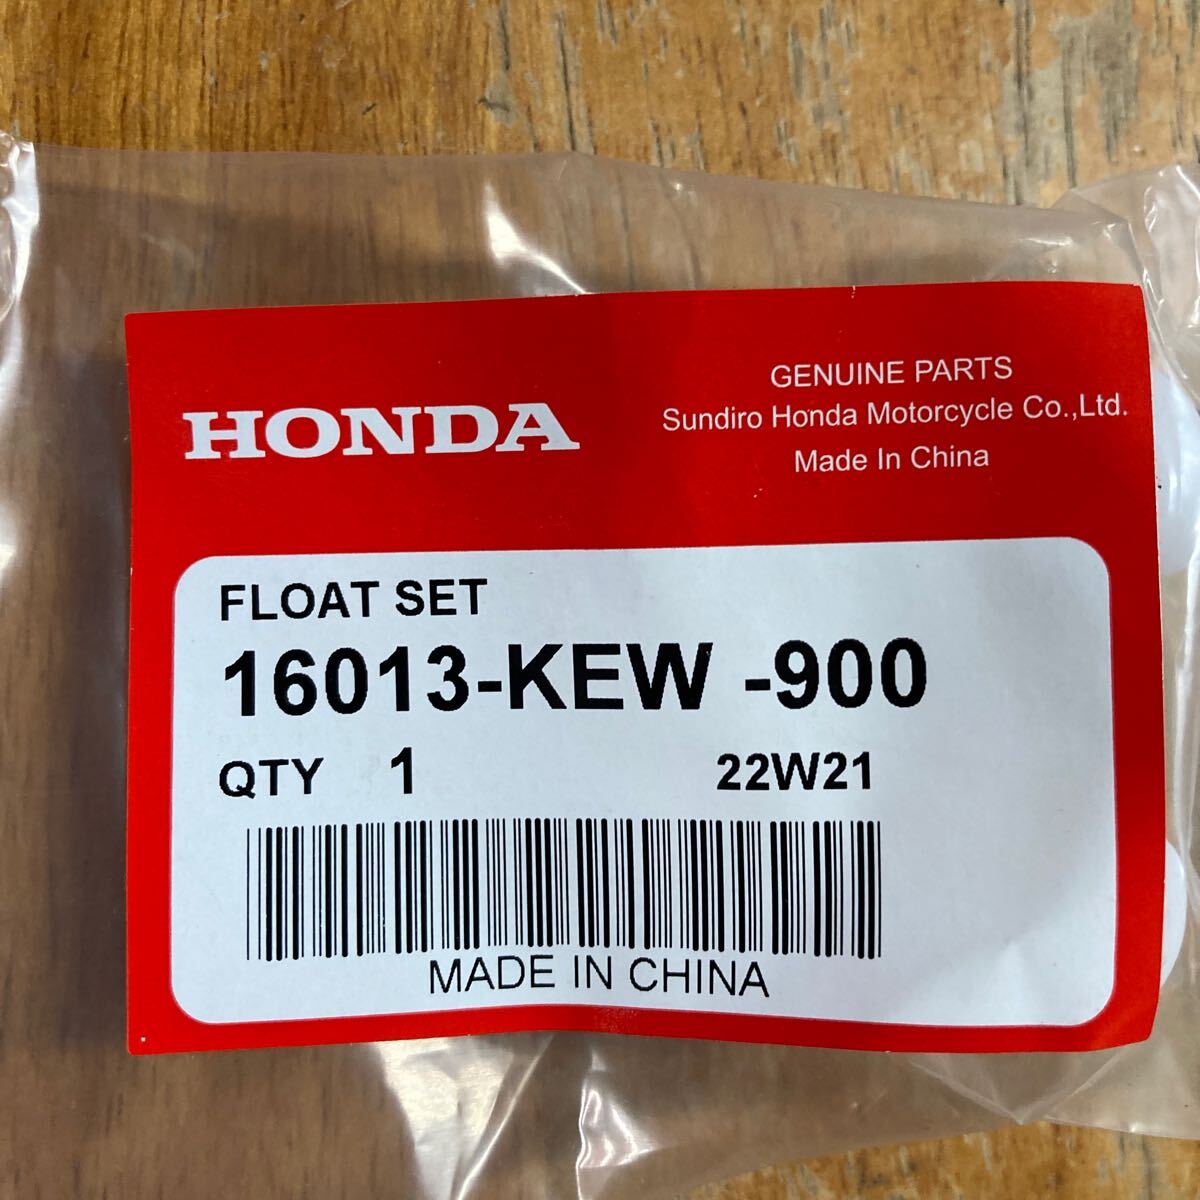 HONDA
GENUINE PARTS
Sundiro Honda Motorcycle Co.,Ltd.
Made In China
FLOAT SET
16013-KEW -900
QTY 1 22W21
MADE IN CHINA